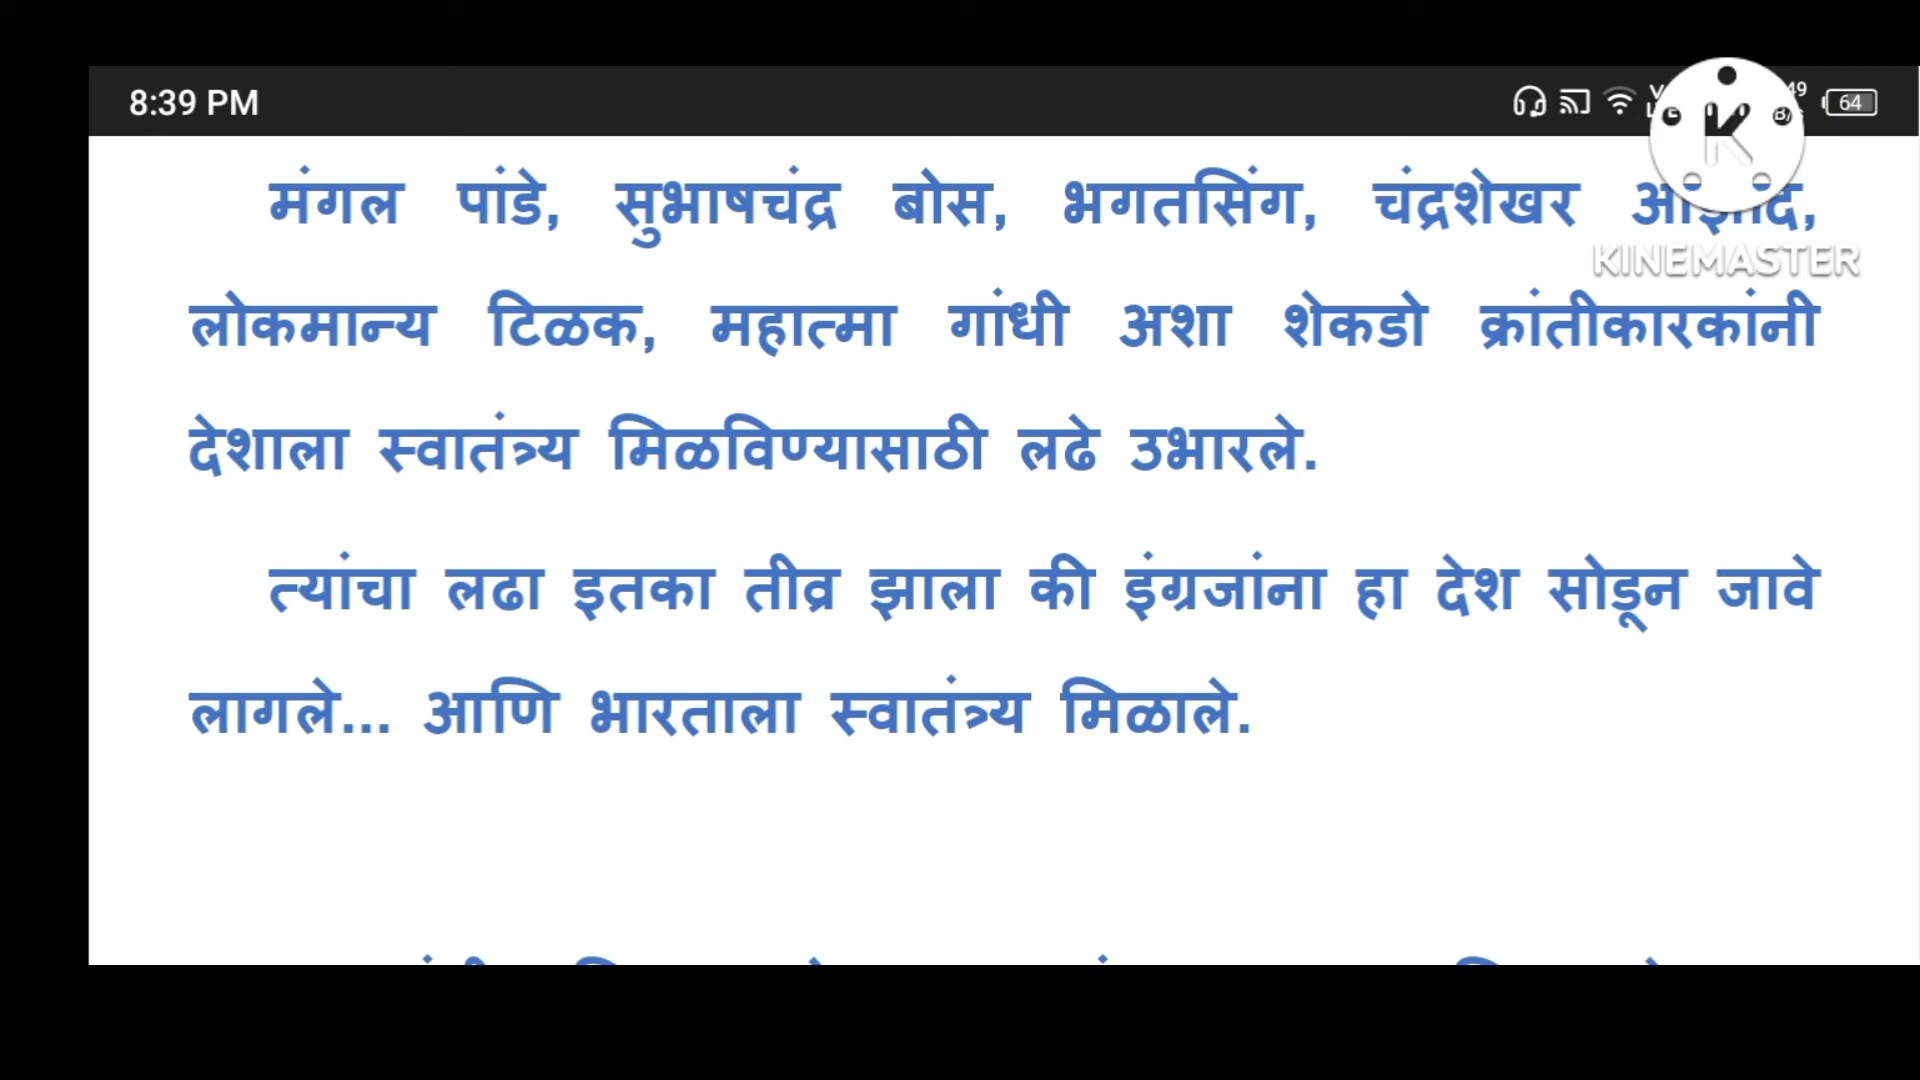 8:39 PM 64
मंगल पांडे, सुभाषचंद्र बोस, भगतसिंग, चंद्रशेखर
KINEMASTER
लोकमान्य टिळक, महात्मा गांधी अशा शेकडो क्रांतीकारकांनी
देशाला स्वातंत्र्य मिळविण्यासाठी लढे उभारले.
त्यांचा लढा इतका तीव्र झाला की इंग्रजांना हा देश सोडून जावे
लागले... आणि भारताला स्वातंत्र्य मिळाले.